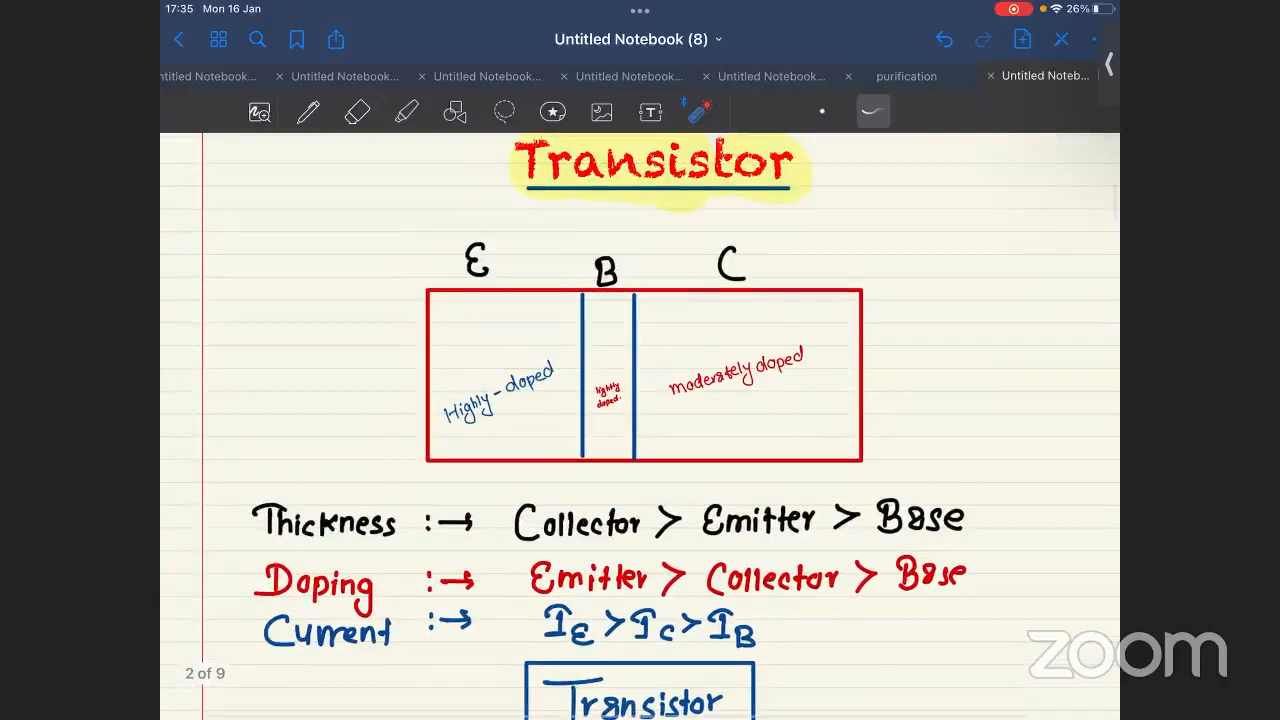 17:35 Mon 16 Jan
26%
Untitled Notebook (8)
ntitled Notebook... Untitled Notebook... Untitled Notebook... Untitled Notebook... Untitled Notebook... purification Untitled Noteb...
T
Transistor
E B C
Highly-doped lightly doped. moderately doped
Thickness :→ Collector > Emitter > Base
Doping :→ Emitter > Collector > Base
Current :→ IE > IC > IB
2 of 9
zoom
Transistor